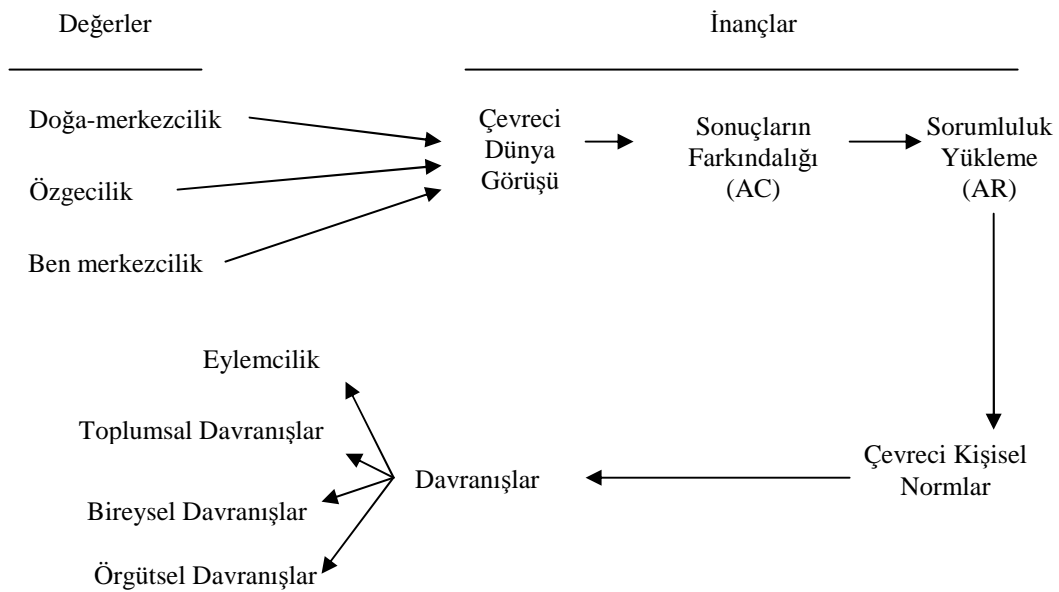 Değerler
İnançlar
Doğa-merkezcilik
Özgecilik
Ben merkezcilik
Çevreci
Dünya
Görüşü
Sonuçların
Farkındalığı
(AC)
Sorumluluk
Yükleme
(AR)
Çevreci Kişisel
Normlar
Davranışlar
Eylemcilik
Toplumsal Davranışlar
Bireysel Davranışlar
Örgütsel Davranışlar